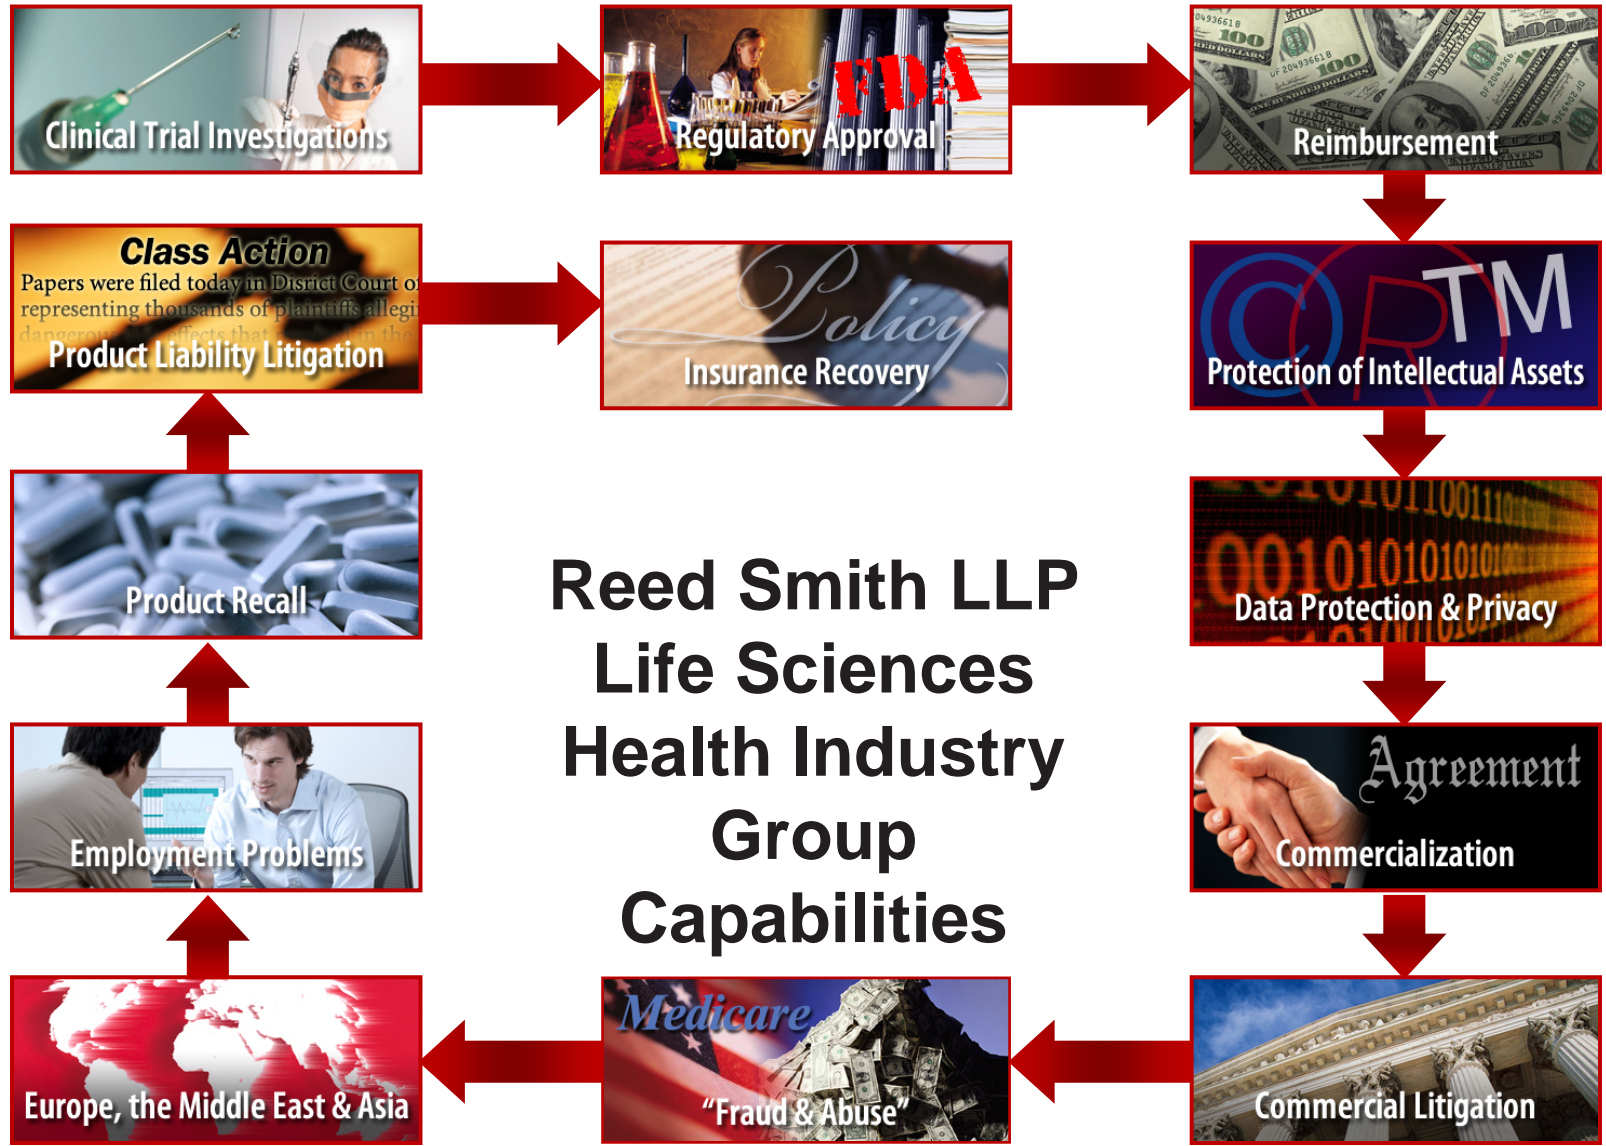 Clinical Trial Investigations
FDA
Regulatory Approval
100
100
Reimbursement
Class Action
Papers were filed today in Disrict Court of
representing thousands of plaintiffs allegi
Product Liability Litigation
Policy
Insurance Recovery
© R TM
Protection of Intellectual Assets
Product Recall
Data Protection & Privacy
Reed Smith LLP
Life Sciences
Health Industry
Group
Capabilities
Employment Problems
Agreement
Commercialization
Europe, the Middle East & Asia
Medicare
“Fraud & Abuse”
Commercial Litigation